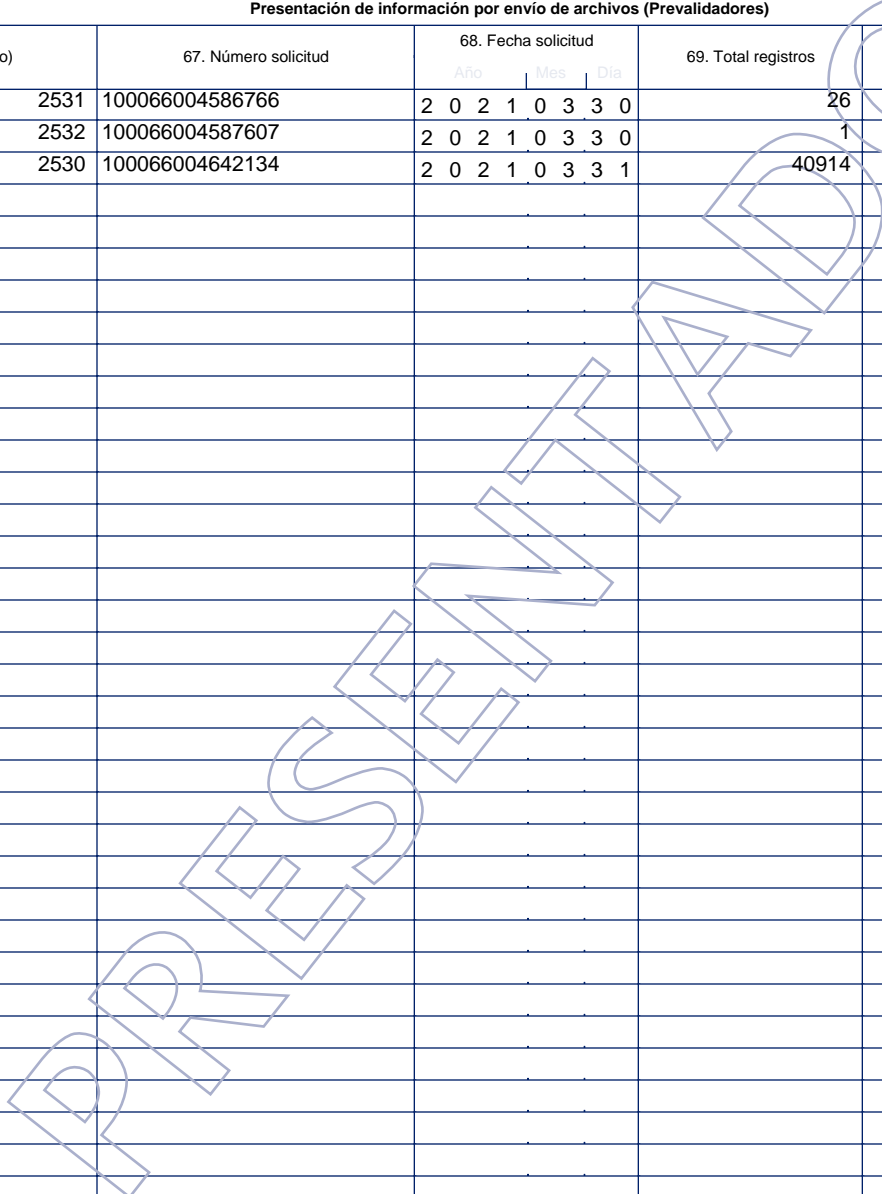 Presentación de información por envío de archivos (Prevalidadores)
o) 67. Número solicitud 68. Fecha solicitud 69. Total registros
Año Mes Día
2531 100066004586766 2 0 2 1 0 3 3 0 26
2532 100066004587607 2 0 2 1 0 3 3 0 1
2530 100066004642134 2 0 2 1 0 3 3 1 40914
PRESENTADO